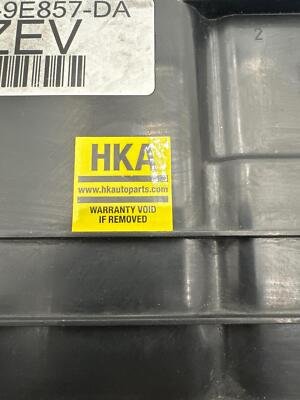 -9E857-DA
ZEV
2
HKA
www.hkautoparts.com
WARRANTY VOID
IF REMOVED